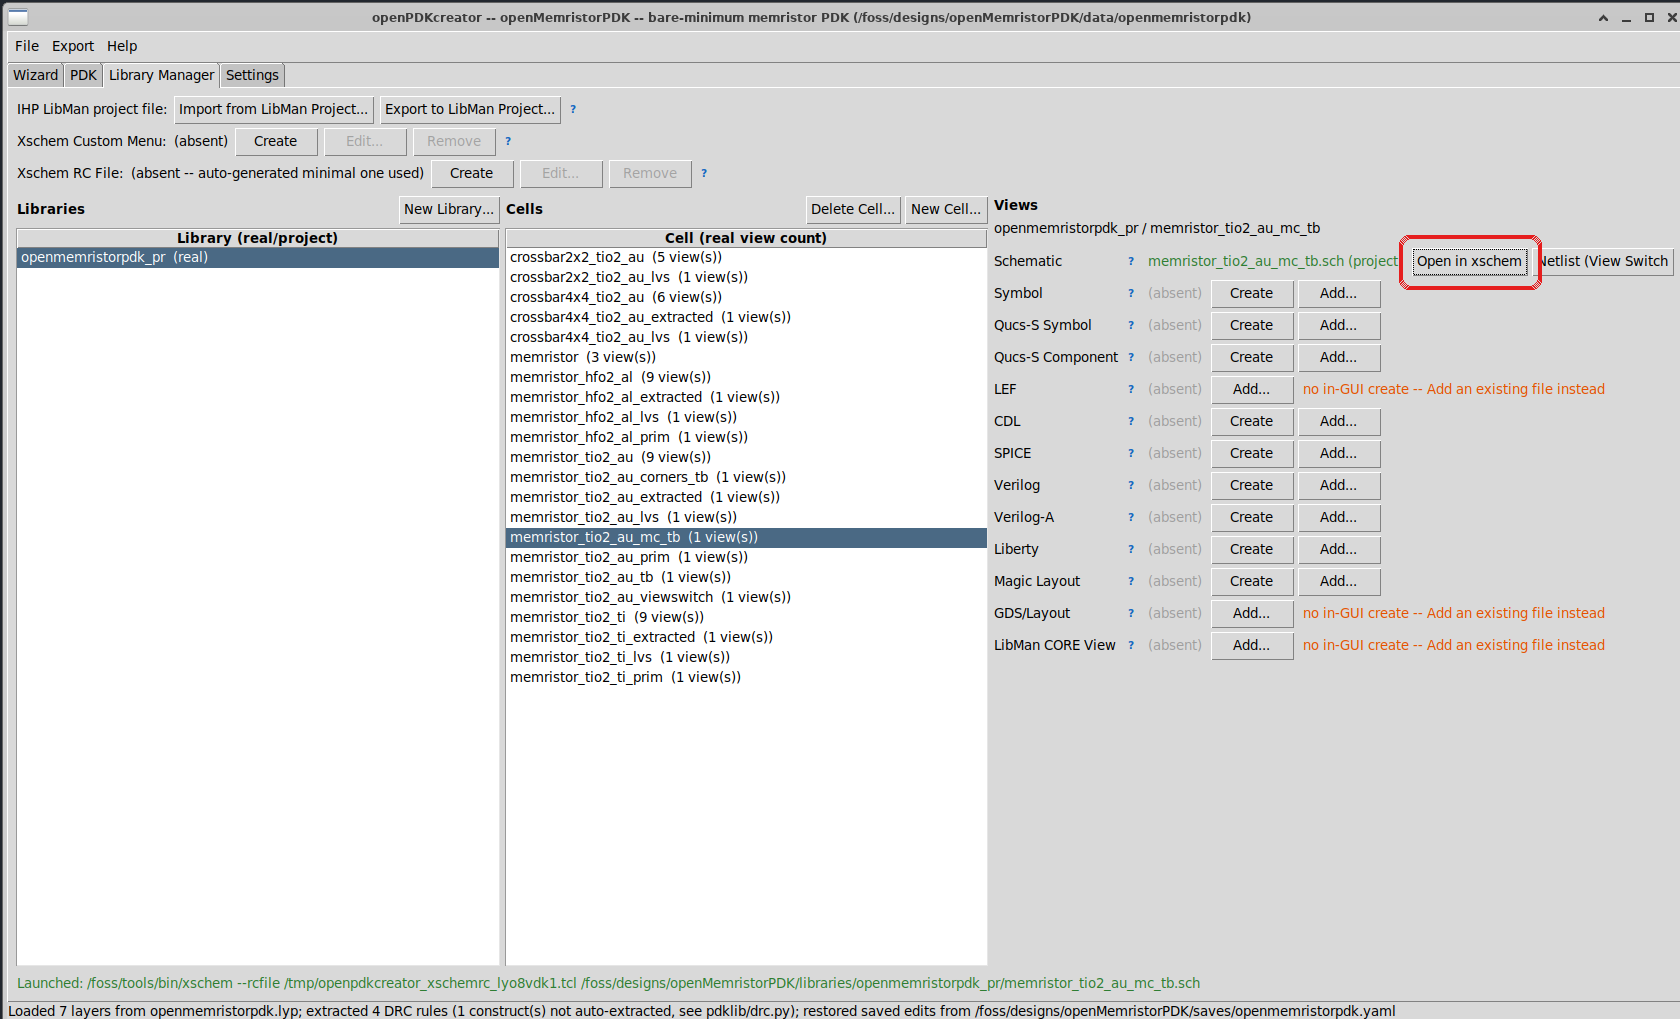 openPDKcreator -- openMemristorPDK -- bare-minimum memristor PDK (/foss/designs/openMemristorPDK/data/openmemristorpdk)
File Export Help
Wizard PDK Library Manager Settings
IHP LibMan project file: Import from LibMan Project... Export to LibMan Project... ?
Xschem Custom Menu: (absent) Create Edit... Remove ?
Xschem RC File: (absent -- auto-generated minimal one used) Create Edit... Remove ?
Libraries New Library...
Library (real/project)
openmemristorpdk_pr (real)
Cells Delete Cell... New Cell...
Cell (real view count)
crossbar2x2_tio2_au (5 view(s))
crossbar2x2_tio2_au_lvs (1 view(s))
crossbar4x4_tio2_au (6 view(s))
crossbar4x4_tio2_au_extracted (1 view(s))
crossbar4x4_tio2_au_lvs (1 view(s))
memristor (3 view(s))
memristor_hfo2_al (9 view(s))
memristor_hfo2_al_extracted (1 view(s))
memristor_hfo2_al_lvs (1 view(s))
memristor_hfo2_al_prim (1 view(s))
memristor_tio2_au (9 view(s))
memristor_tio2_au_corners_tb (1 view(s))
memristor_tio2_au_extracted (1 view(s))
memristor_tio2_au_lvs (1 view(s))
memristor_tio2_au_mc_tb (1 view(s))
memristor_tio2_au_prim (1 view(s))
memristor_tio2_au_tb (1 view(s))
memristor_tio2_au_viewswitch (1 view(s))
memristor_tio2_ti (9 view(s))
memristor_tio2_ti_extracted (1 view(s))
memristor_tio2_ti_lvs (1 view(s))
memristor_tio2_ti_prim (1 view(s))
Views
openmemristorpdk_pr / memristor_tio2_au_mc_tb
Schematic ? memristor_tio2_au_mc_tb.sch (project Open in xschem Netlist (View Switch
Symbol ? (absent) Create Add...
Qucs-S Symbol ? (absent) Create Add...
Qucs-S Component ? (absent) Create Add...
LEF ? (absent) Add... no in-GUI create -- Add an existing file instead
CDL ? (absent) Create Add...
SPICE ? (absent) Create Add...
Verilog ? (absent) Create Add...
Verilog-A ? (absent) Create Add...
Liberty ? (absent) Create Add...
Magic Layout ? (absent) Create Add...
GDS/Layout ? (absent) Add... no in-GUI create -- Add an existing file instead
LibMan CORE View ? (absent) Add... no in-GUI create -- Add an existing file instead
Launched: /foss/tools/bin/xschem --rcfile /tmp/openpdkcreator_xschemrc_lyo8vdk1.tcl /foss/designs/openMemristorPDK/libraries/openmemristorpdk_pr/memristor_tio2_au_mc_tb.sch
Loaded 7 layers from openmemristorpdk.lyp; extracted 4 DRC rules (1 construct(s) not auto-extracted, see pdklib/drc.py); restored saved edits from /foss/designs/openMemristorPDK/saves/openmemristorpdk.yaml